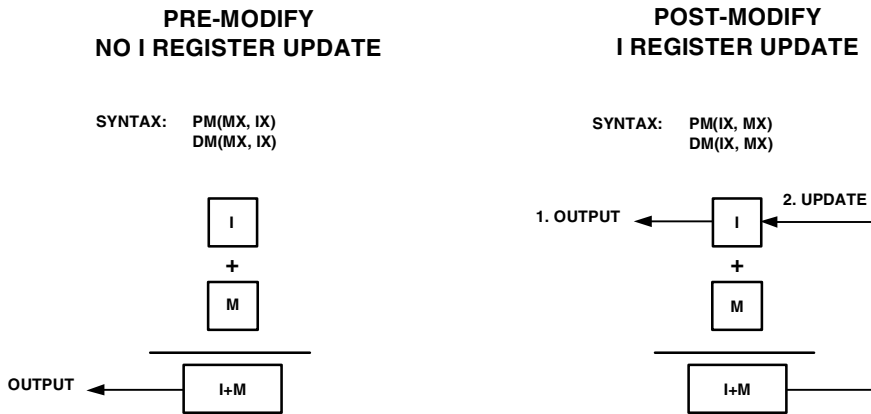 PRE-MODIFY
NO I REGISTER UPDATE
SYNTAX: PM(MX, IX)
DM(MX, IX)
I
+
M
OUTPUT
I+M
POST-MODIFY
I REGISTER UPDATE
SYNTAX: PM(IX, MX)
DM(IX, MX)
1. OUTPUT
I
2. UPDATE
+
M
I+M